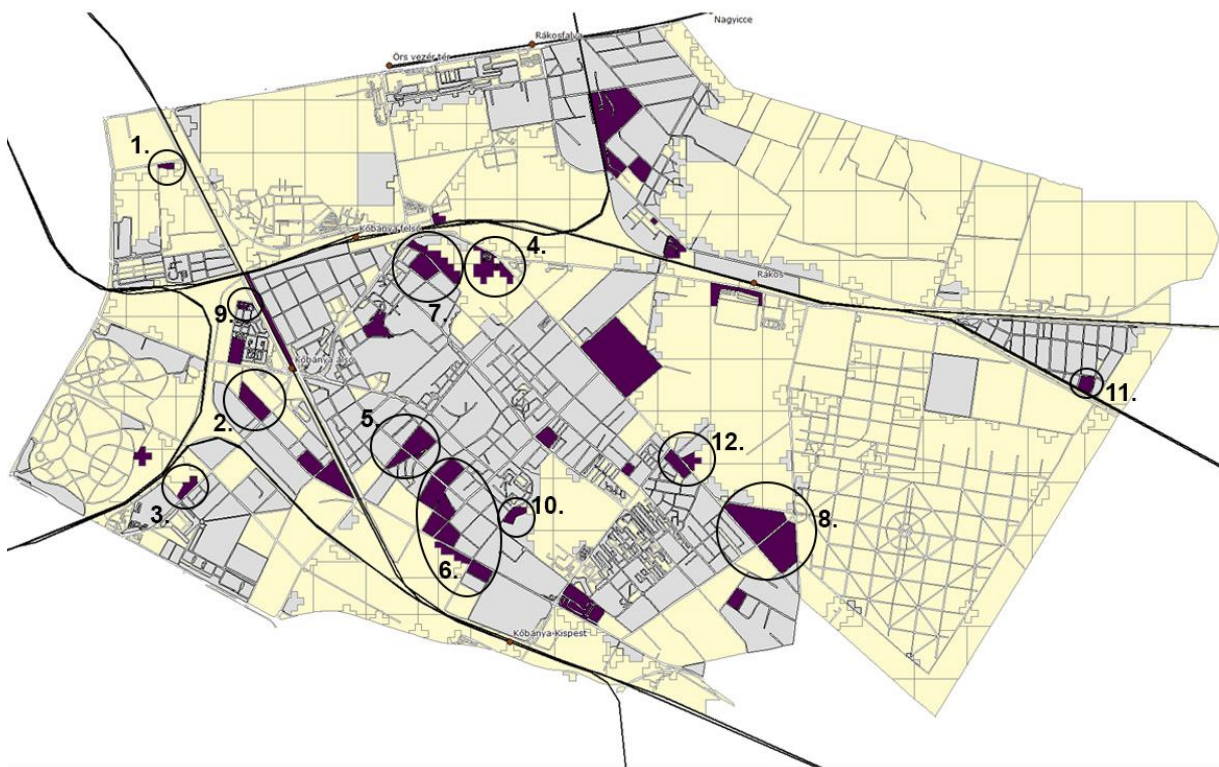 Nagyicce
Rákosfalva
Örs vezér tér
1.
Kőbánya felső
4.
7.
Rákos
9.
Kőbánya alsó
11.
2.
5.
12.
3.
10.
8.
6.
Kőbánya-Kispest